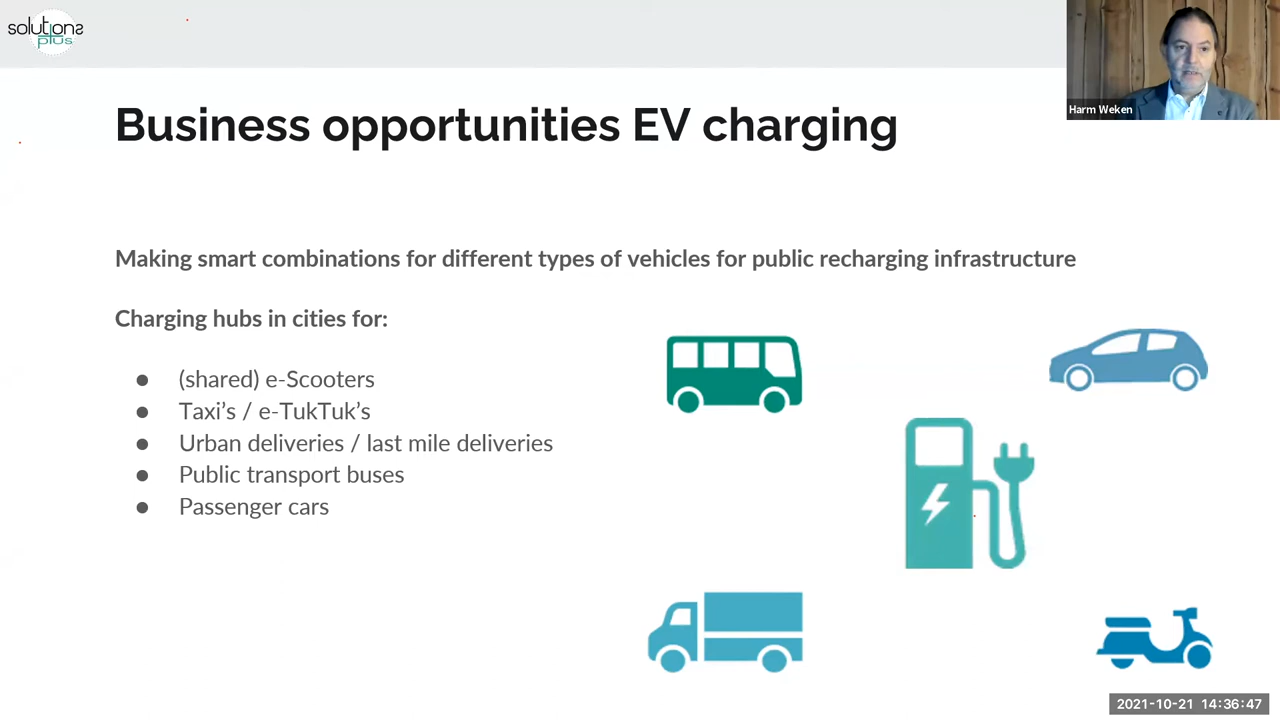 solutions
plus
Harm Weken
Business opportunities EV charging
Making smart combinations for different types of vehicles for public recharging infrastructure
Charging hubs in cities for:
● (shared) e-Scooters
● Taxi's / e-TukTuk's
● Urban deliveries / last mile deliveries
● Public transport buses
● Passenger cars
2021-10-21 14:36:47